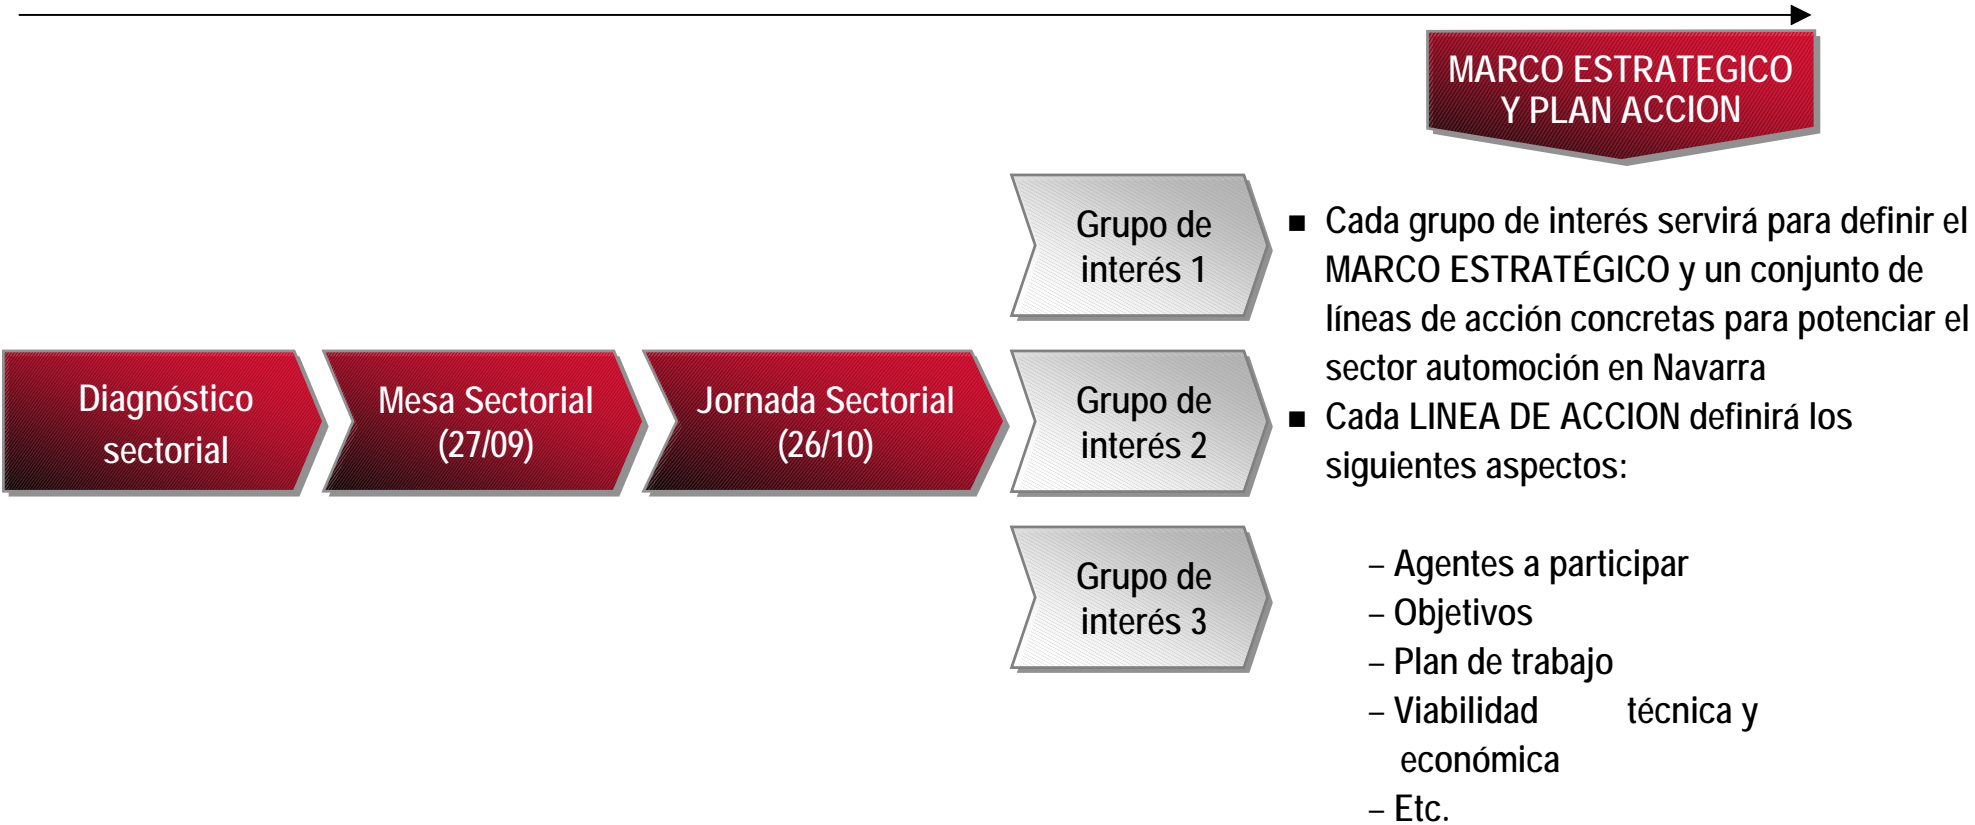 MARCO ESTRATEGICO
Y PLAN ACCION
Diagnóstico
sectorial
Mesa Sectorial
(27/09)
Jornada Sectorial
(26/10)
Grupo de
interés 1
Grupo de
interés 2
Grupo de
interés 3
■ Cada grupo de interés servirá para definir el
MARCO ESTRATÉGICO y un conjunto de
líneas de acción concretas para potenciar el
sector automoción en Navarra
■ Cada LINEA DE ACCION definirá los
siguientes aspectos:
– Agentes a participar
– Objetivos
– Plan de trabajo
– Viabilidad técnica y
económica
– Etc.